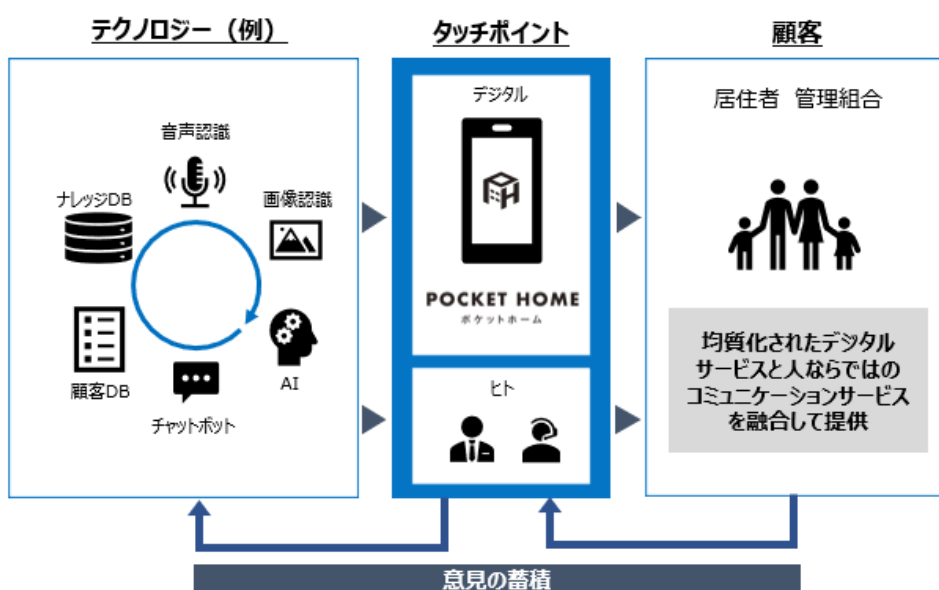 テクノロジー（例）
タッチポイント
顧客
音声認識
ナレッジDB
画像認識
顧客DB
AI
チャットボット
デジタル
POCKET HOME
ポケットホーム
ヒト
居住者 管理組合
均質化されたデジタル
サービスと人ならではの
コミュニケーションサービス
を融合して提供
意見の蓄積